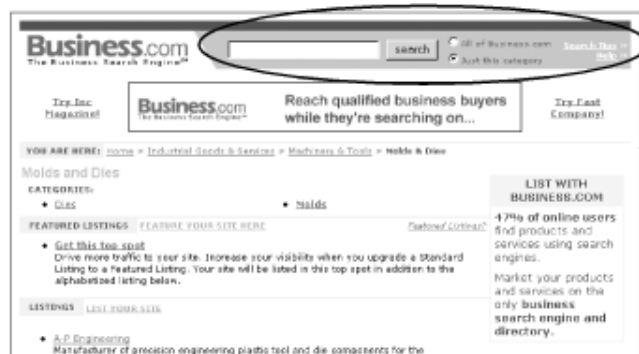 Business.com
The Business Search Engine℠
search
All of Business.com
Just this category
Search Tips »
Help »
Try Inc Magazine!
Business.com
The Business Search Engine℠
Reach qualified business buyers
while they're searching on...
Try Fast Company!
YOU ARE HERE: Home > Industrial Goods & Services > Machinery & Tools > Molds & Dies
Molds and Dies
CATEGORIES:
• Dies
• Molds
FEATURED LISTINGS FEATURE YOUR SITE HERE Featured Listings?
• Get this top spot
Drive more traffic to your site. Increase your visibility when you upgrade a Standard
Listing to a Featured Listing. Your site will be listed in this top spot in addition to the
alphabetized listing below.
LISTINGS LIST YOUR SITE
• A-P Engineering
Manufacturer of precision engineering plastic tool and die components for the
LIST WITH
BUSINESS.COM
47% of online users
find products and
services using search
engines.
Market your products
and services on the
only business
search engine and
directory.